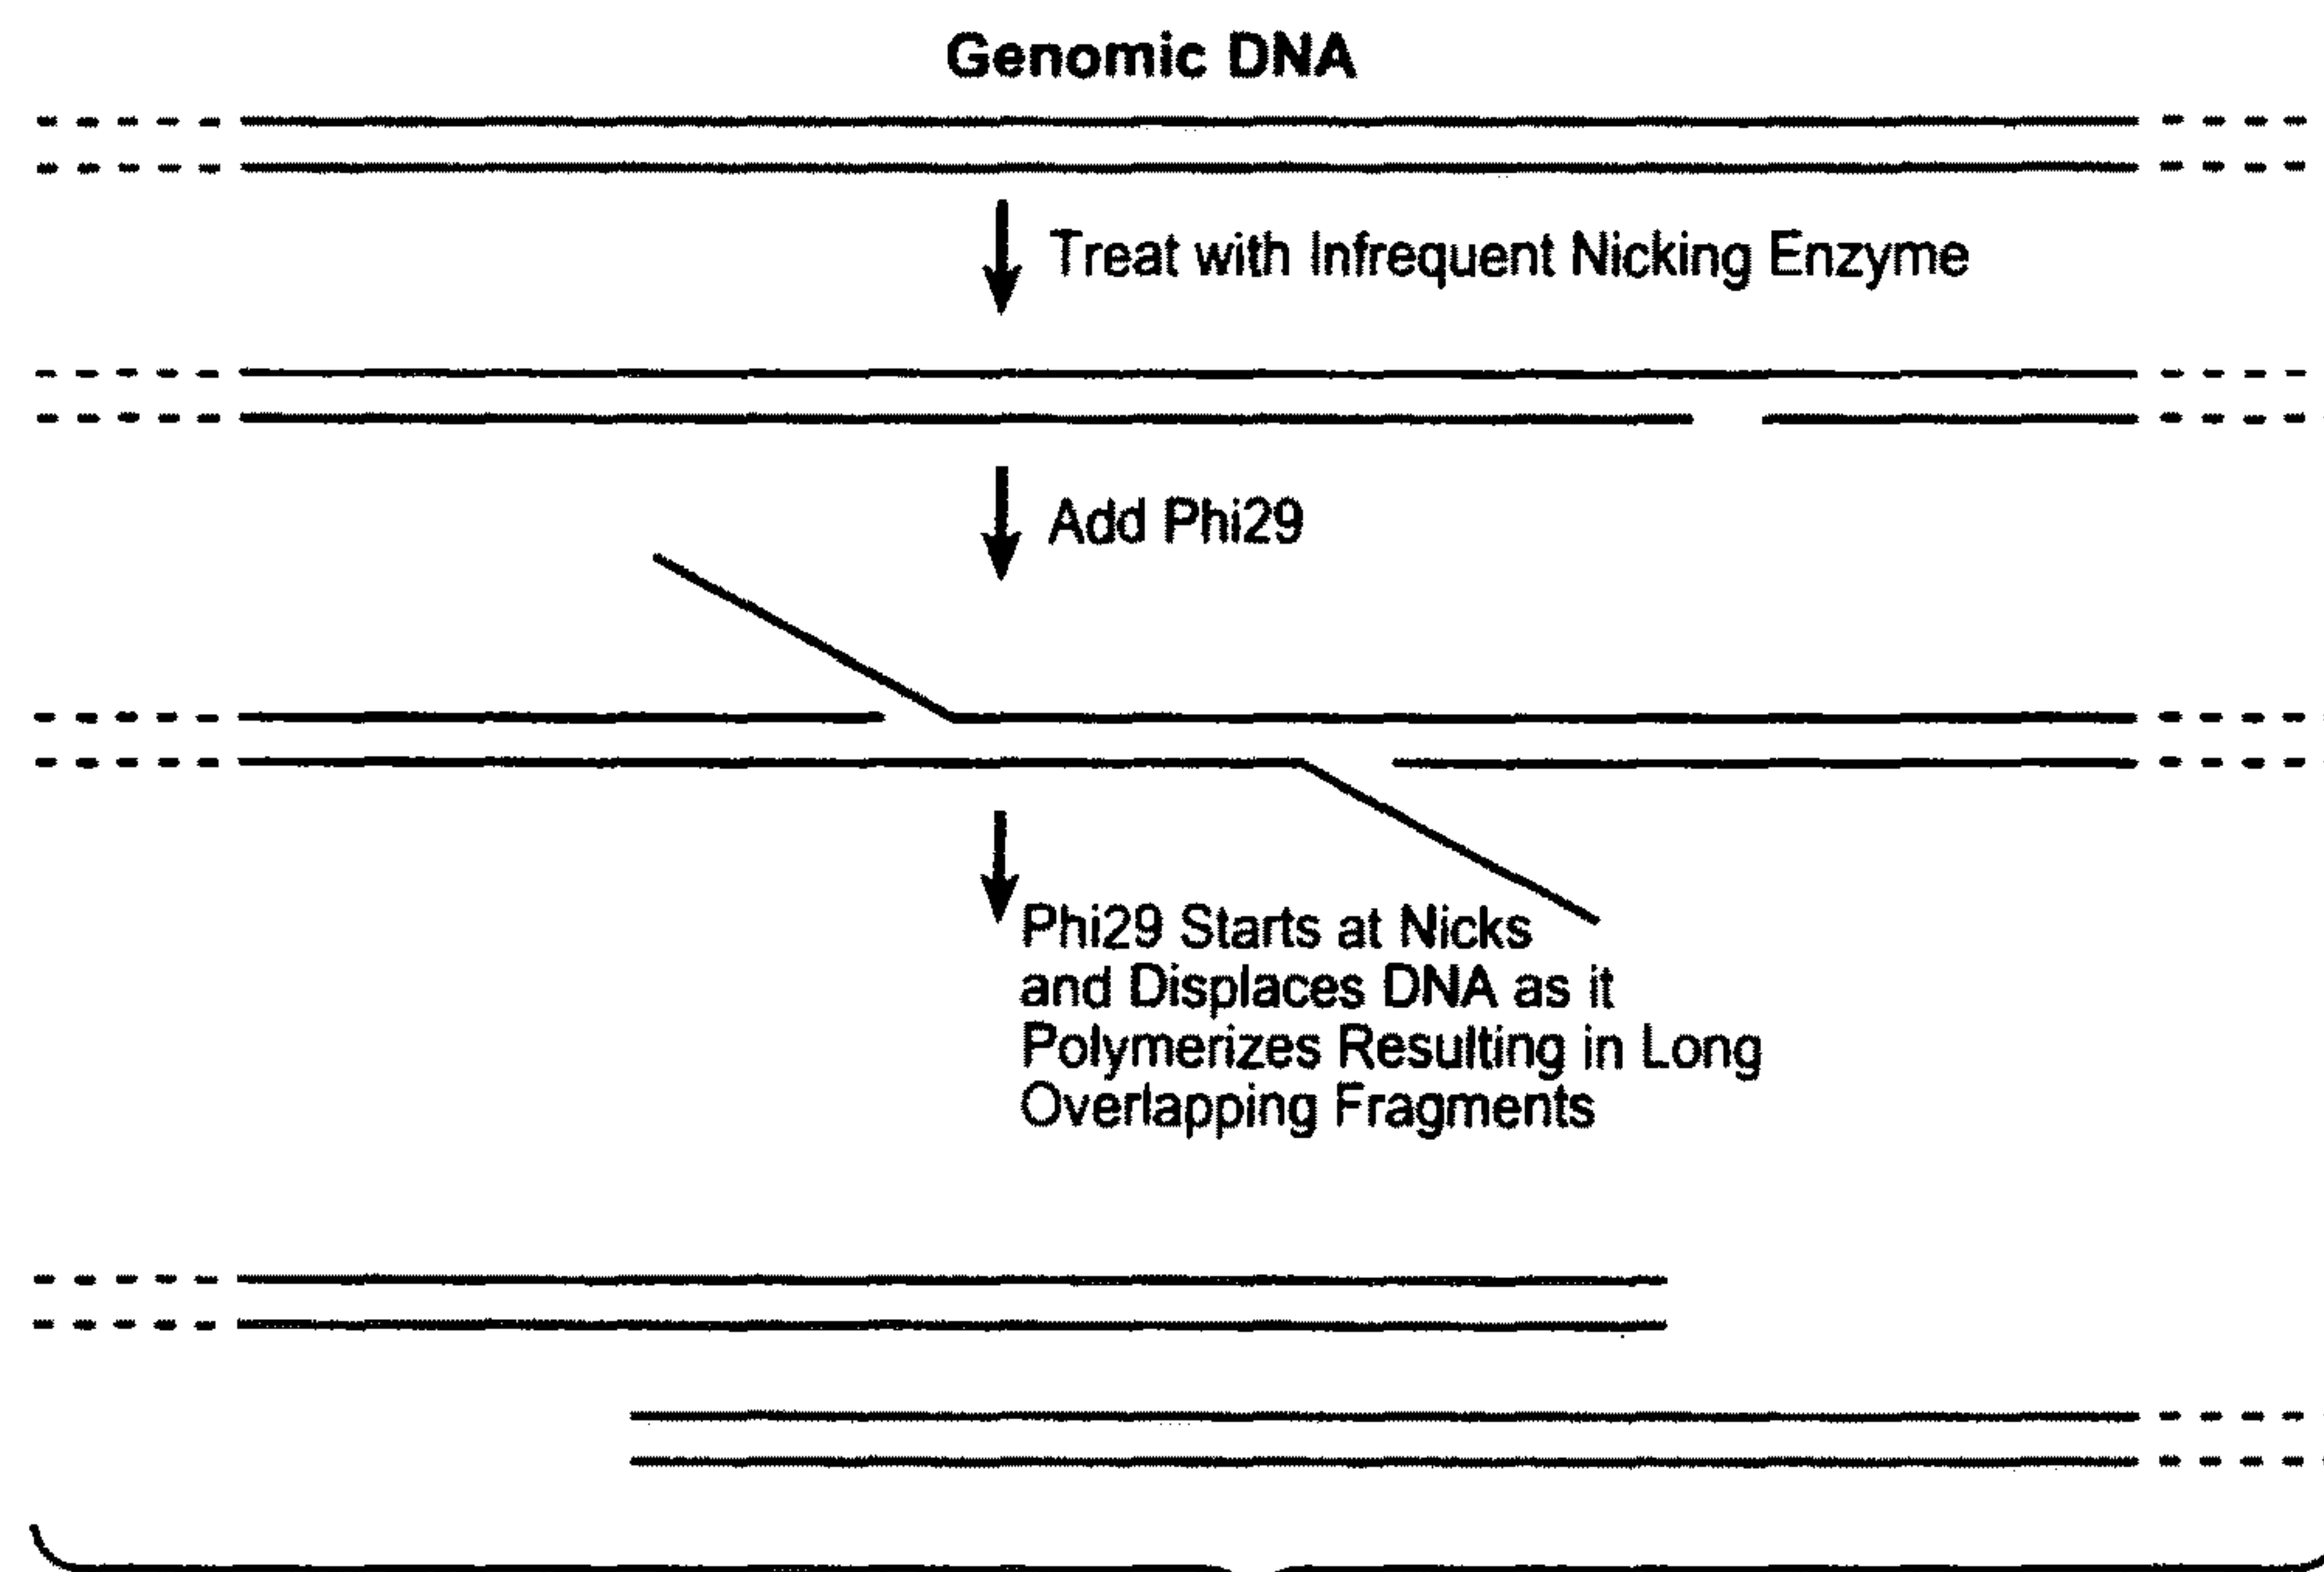 Genomic DNA
Treat with Infrequent Nicking Enzyme
Add Phi29
Phi29 Starts at Nicks
and Displaces DNA as it
Polymerizes Resulting in Long
Overlapping Fragments